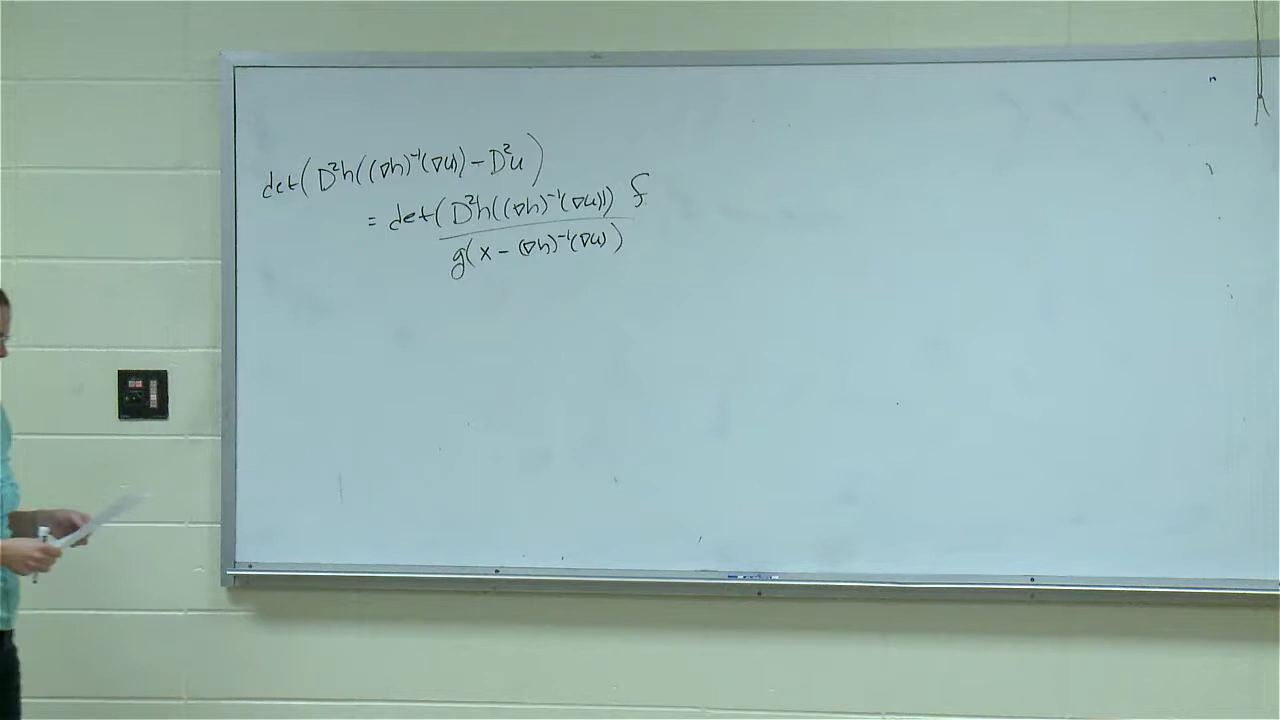 det(D²h((∇h)⁻¹(∇u)) - D²u)
= det(D²h((∇h)⁻¹(∇u))) f
g(x - (∇h)⁻¹(∇u))